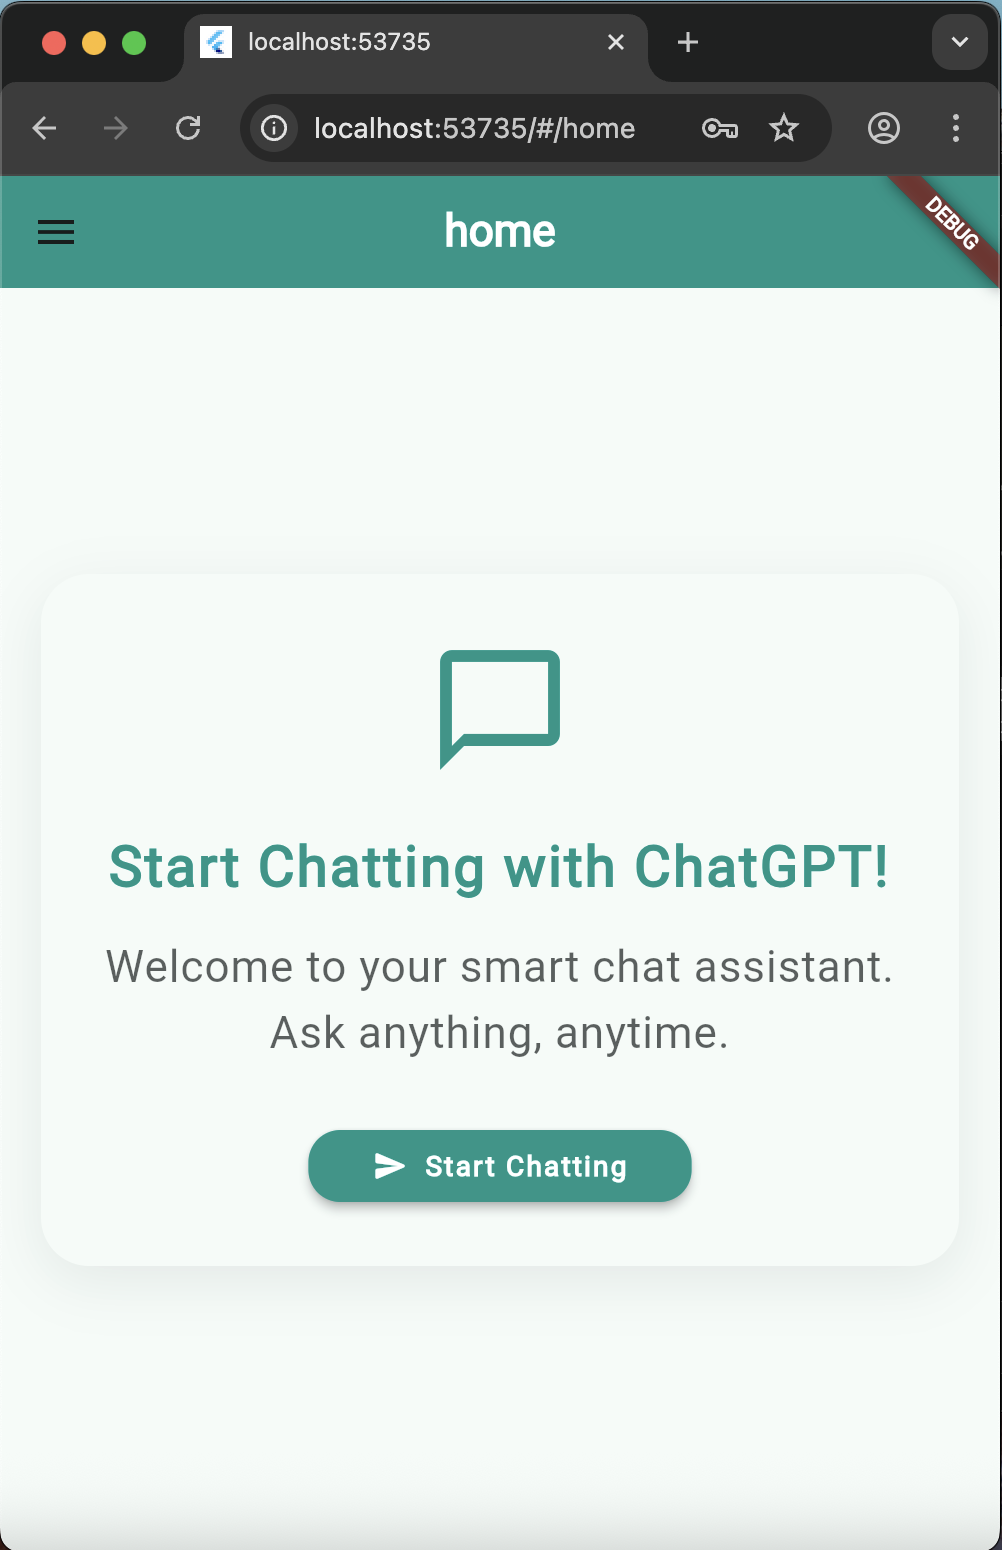 localhost:53735
localhost:53735/#/home
home
DEBUG
Start Chatting with ChatGPT!
Welcome to your smart chat assistant.
Ask anything, anytime.
Start Chatting